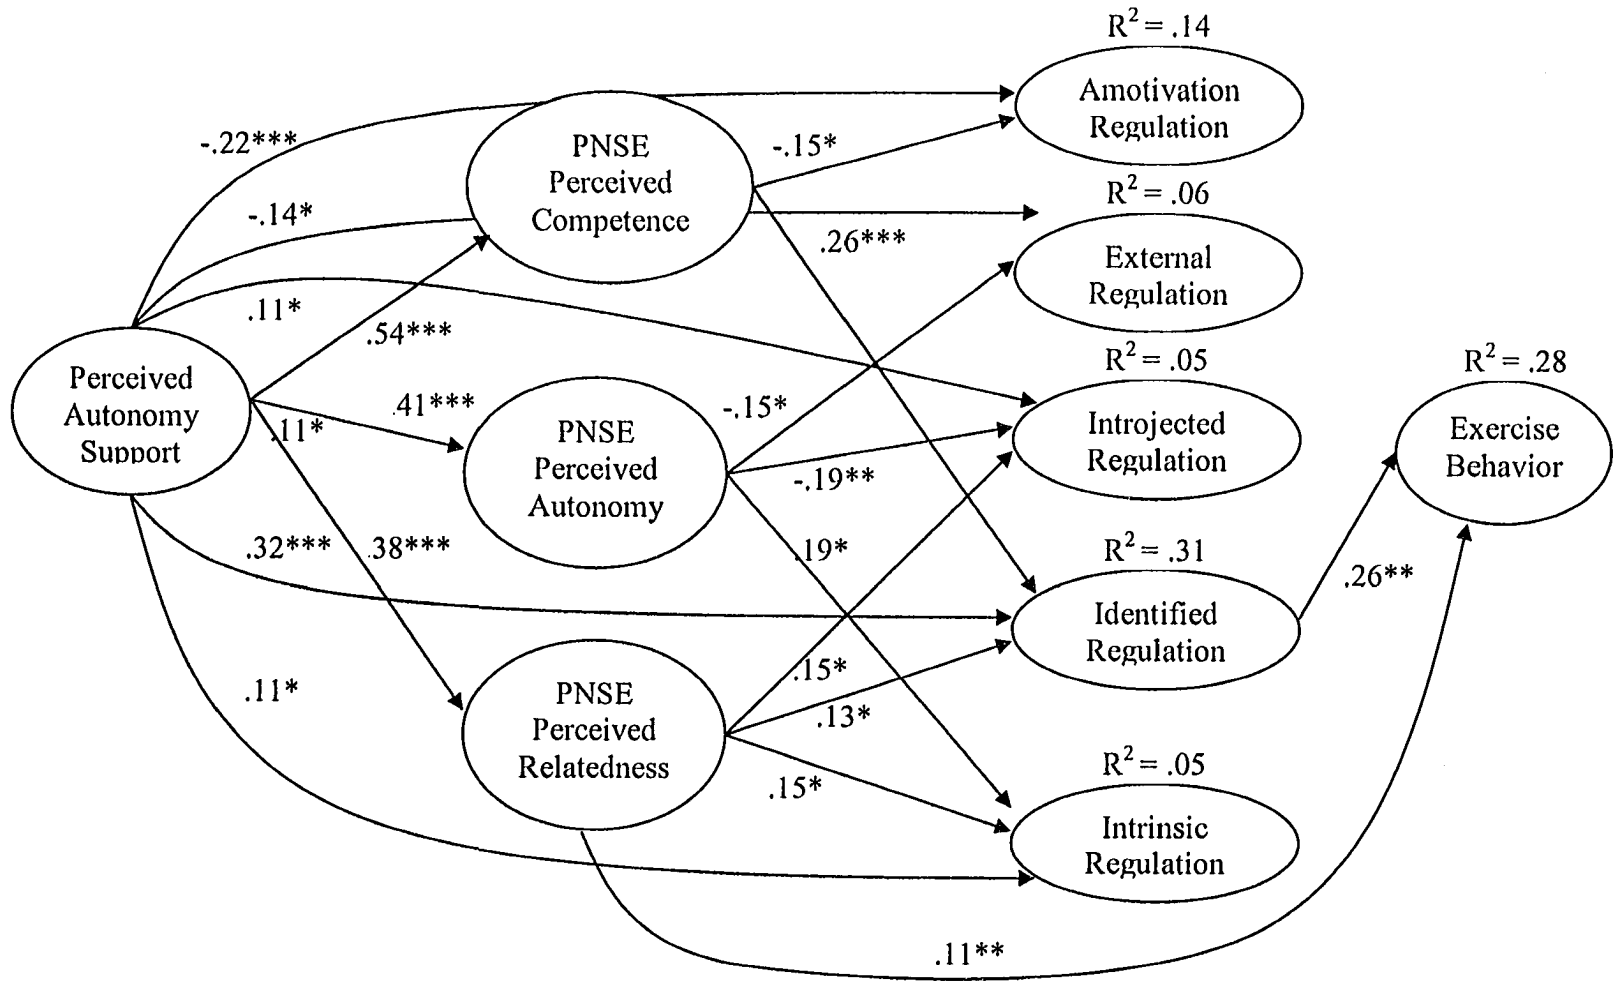 R² = .14
Amotivation
Regulation
-.22***
PNSE
Perceived
Competence
-.15*
R² = .06
-.14*
.26***
External
Regulation
.11*
.54***
R² = .05
R² = .28
Perceived
Autonomy
Support
.41***
.11*
PNSE
Perceived
Autonomy
-.15*
Introjected
Regulation
Exercise
Behavior
-.19**
.32***
.38***
.19*
R² = .31
.26**
Identified
Regulation
.11*
PNSE
Perceived
Relatedness
.15*
.13*
.15*
R² = .05
Intrinsic
Regulation
.11**